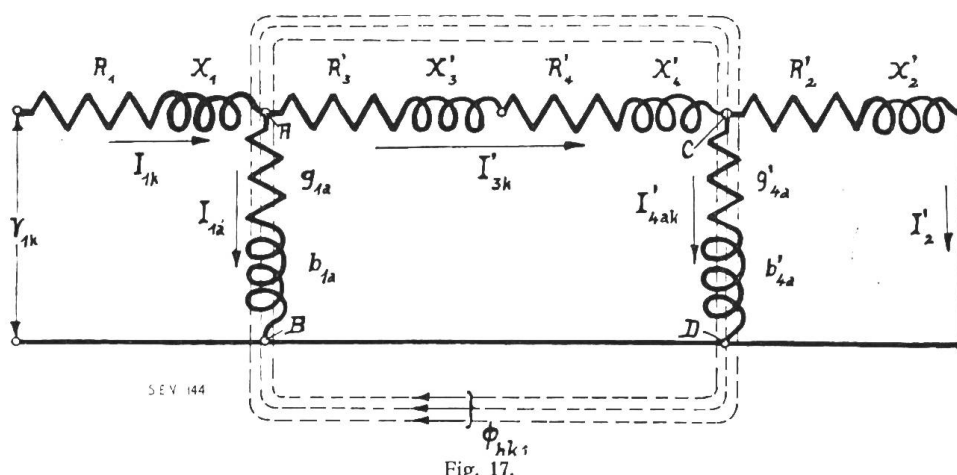 R₁ X₁ R'₃ X'₃ R'₄ X'₄ R'₂ X'₂
A C
I₁ₖ I'₃ₖ
g₁ₐ g'₄ₐ
I₁ₐ I'₄ₐₖ I'₂
V₁ₖ
b₁ₐ b'₄ₐ
B D
SEV 144
ϕhk1
Fig. 17.